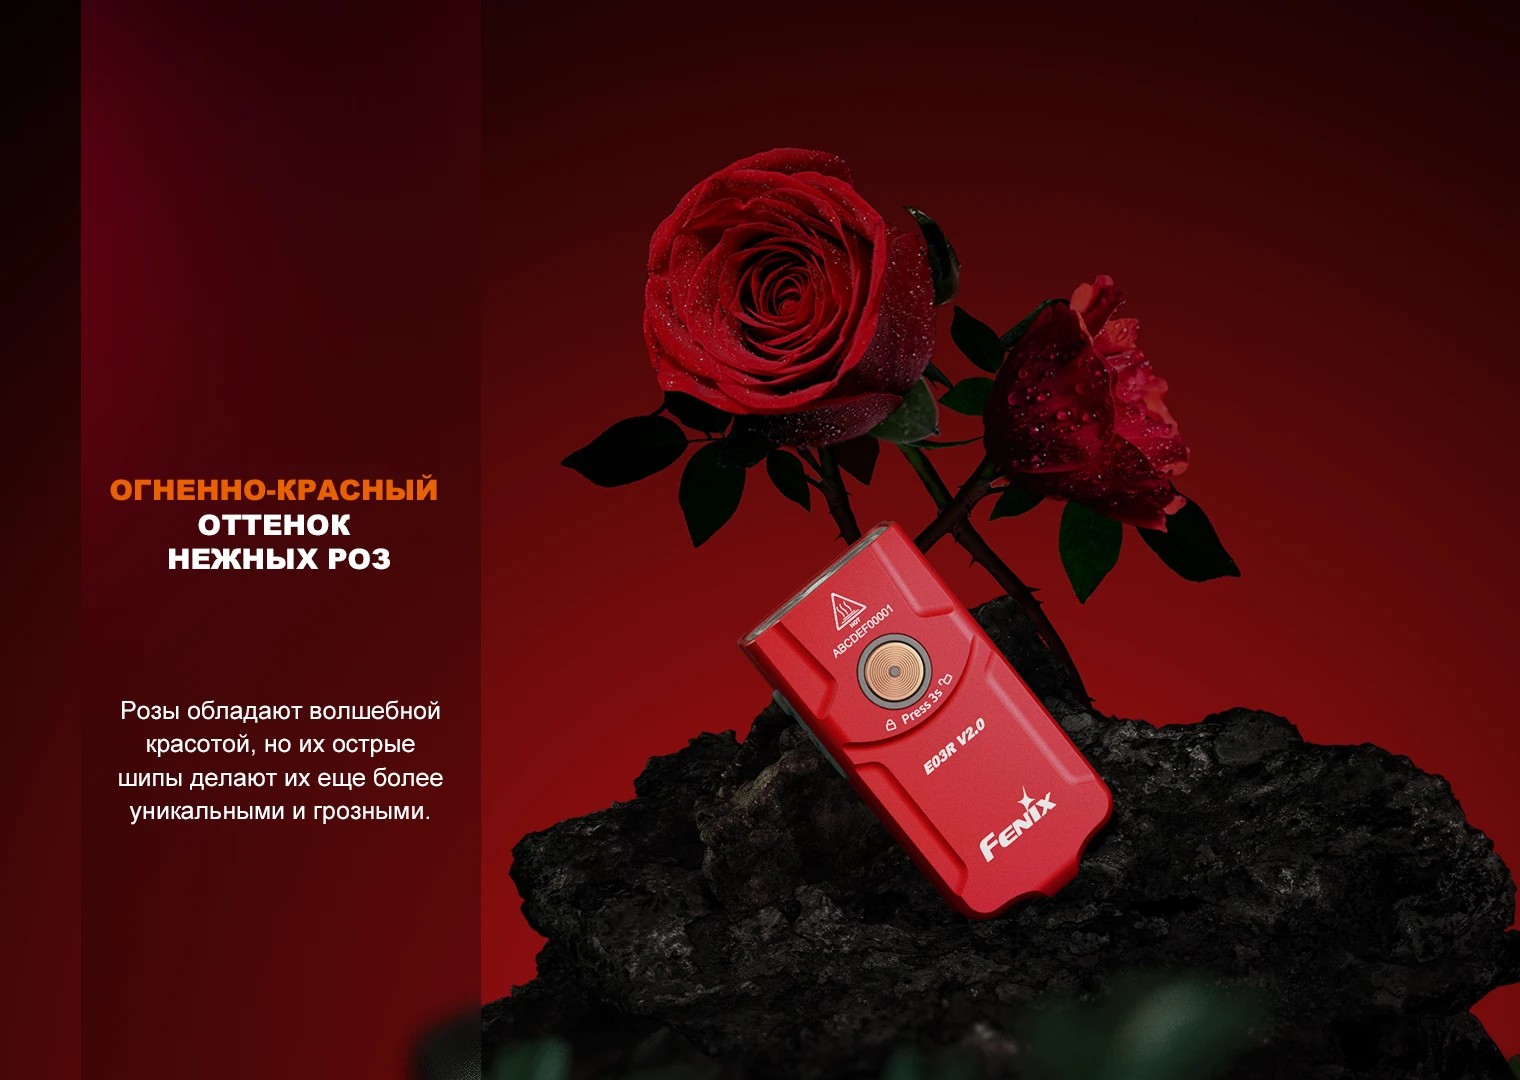 ОГНЕННО-КРАСНЫЙ
ОТТЕНОК
НЕЖНЫХ РОЗ
Розы обладают волшебной
красотой, но их острые
шипы делают их еще более
уникальными и грозными.
HOT
ABCDEF00001
Press 3s
E03R V2.0
FENIX